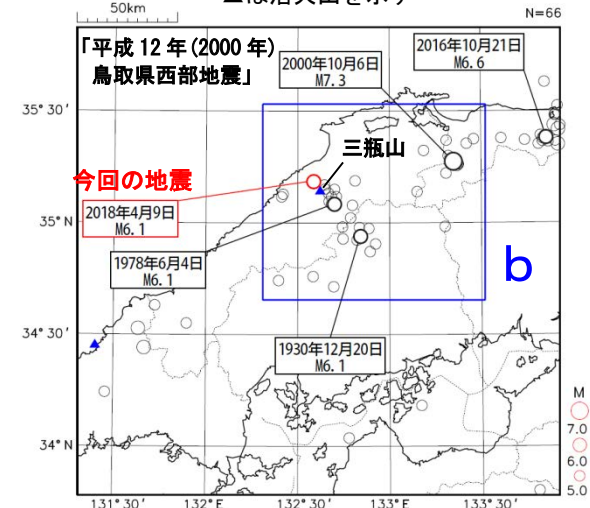 50km
N=66
「平成 12 年(2000 年)
鳥取県西部地震」
2000年10月6日
M7.3
2016年10月21日
M6.6
35°30′
三瓶山
今回の地震
2018年4月9日
M6.1
35°N
1978年6月4日
M6.1
b
34°30′
1930年12月20日
M6.1
M
7.0
6.0
5.0
34°N
131°30′
132°E
132°30′
133°E
133°30′